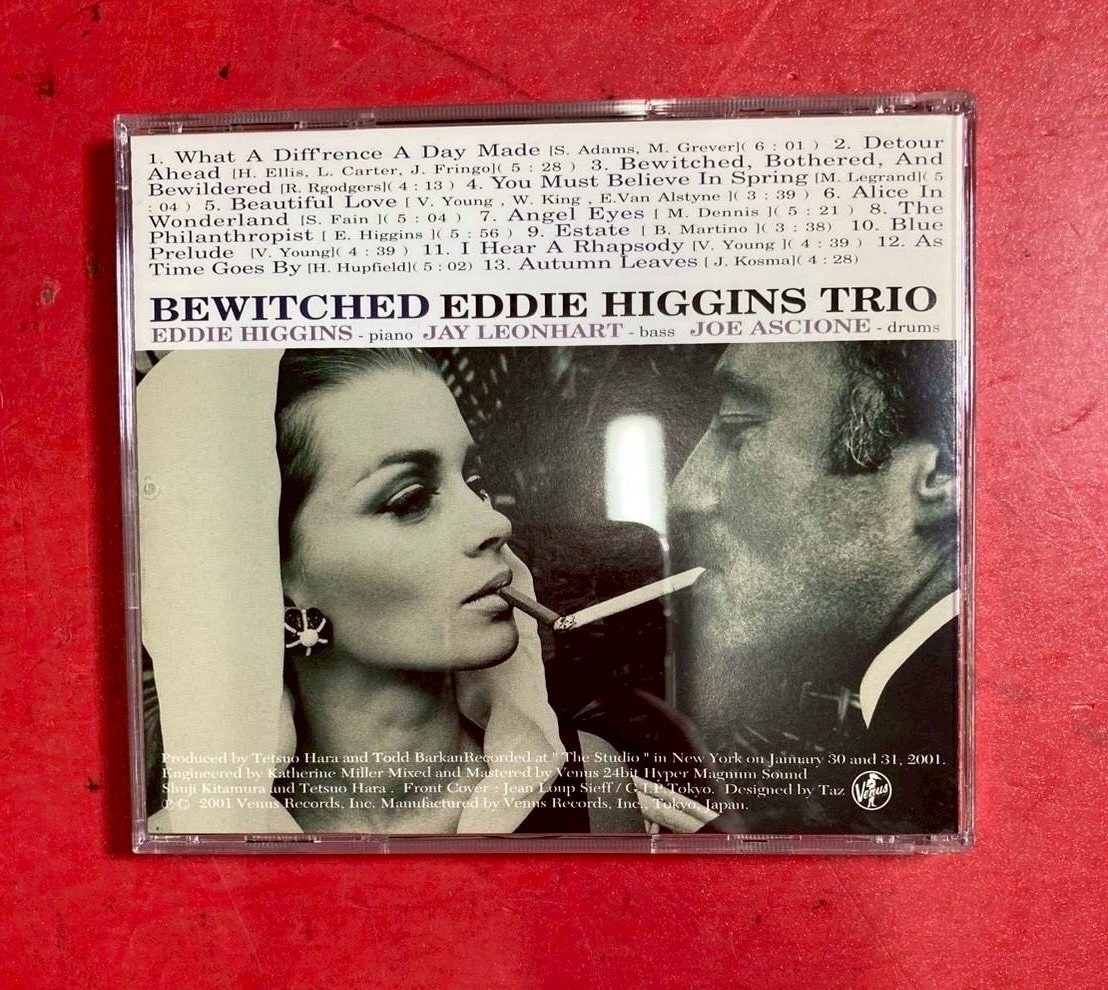 1. What A Diff'rence A Day Made [S. Adams, M. Grever]( 6 : 01 ) 2. Detour
Ahead [H. Ellis, L. Carter, J. Fringo]( 5 : 28 ) 3. Bewitched, Bothered, And
Bewildered [R. Rgodgers]( 4 : 13 ) 4. You Must Believe In Spring [M. Legrand]( 5
: 04 ) 5. Beautiful Love [ V. Young , W. King , E.Van Alstyne ]( 3 : 39 ) 6. Alice In
Wonderland [S. Fain ]( 5 : 04 ) 7. Angel Eyes [ M. Dennis ]( 5 : 21 ) 8. The
Philanthropist [ E. Higgins ]( 5 : 56 ) 9. Estate [ B. Martino ]( 3 : 38) 10. Blue
Prelude [V. Young]( 4 : 39 ) 11. I Hear A Rhapsody [V. Young ]( 4 : 39 ) 12. As
Time Goes By [H. Hupfield]( 5 : 02) 13. Autumn Leaves [ J. Kosma]( 4 : 28)
BEWITCHED EDDIE HIGGINS TRIO
EDDIE HIGGINS - piano JAY LEONHART - bass JOE ASCIONE - drums
Produced by Tetsuo Hara and Todd BarkanRecorded at " The Studio " in New York on January 30 and 31, 2001.
Engineered by Katherine Miller Mixed and Mastered by Venus 24bit Hyper Magnum Sound
Shuji Kitamura and Tetsuo Hara . Front Cover : Jean Loup Sieff / G.I.P.Tokyo. Designed by Taz
℗ © 2001 Venus Records, Inc. Manufactured by Venus Records, Inc., Tokyo, Japan.
Venus